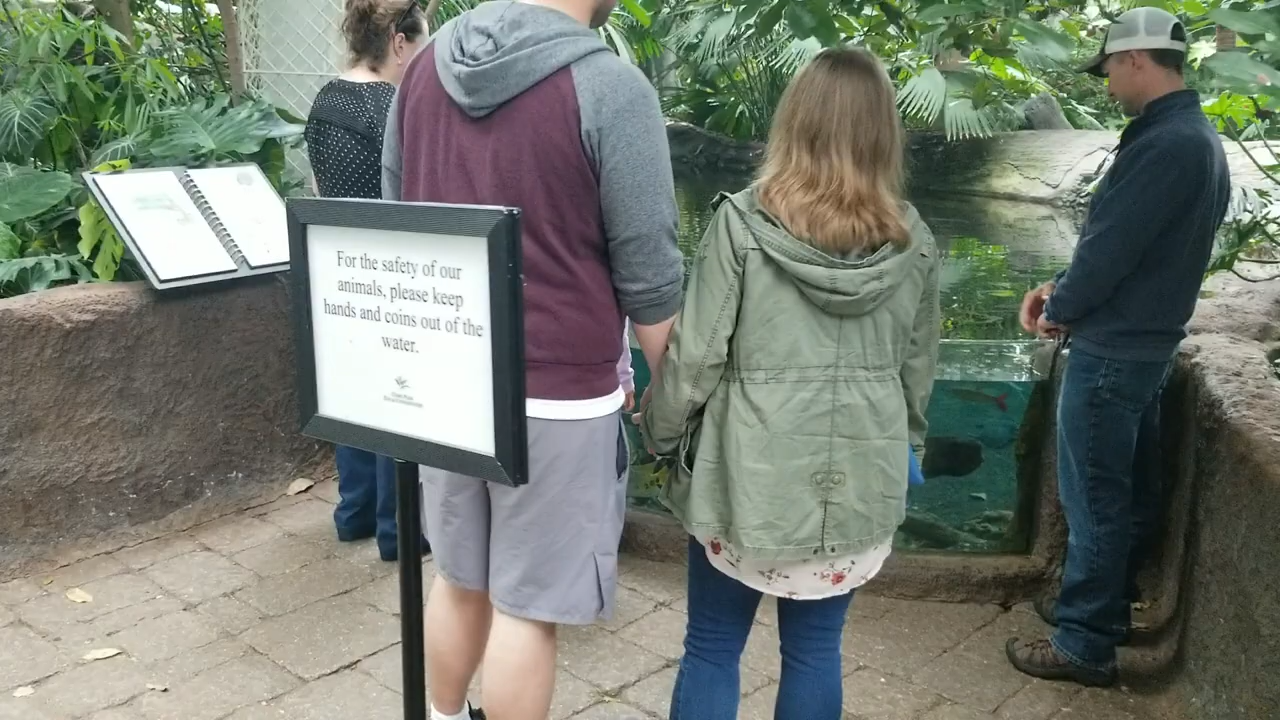 For the safety of our
animals, please keep
hands and coins out of the
water.